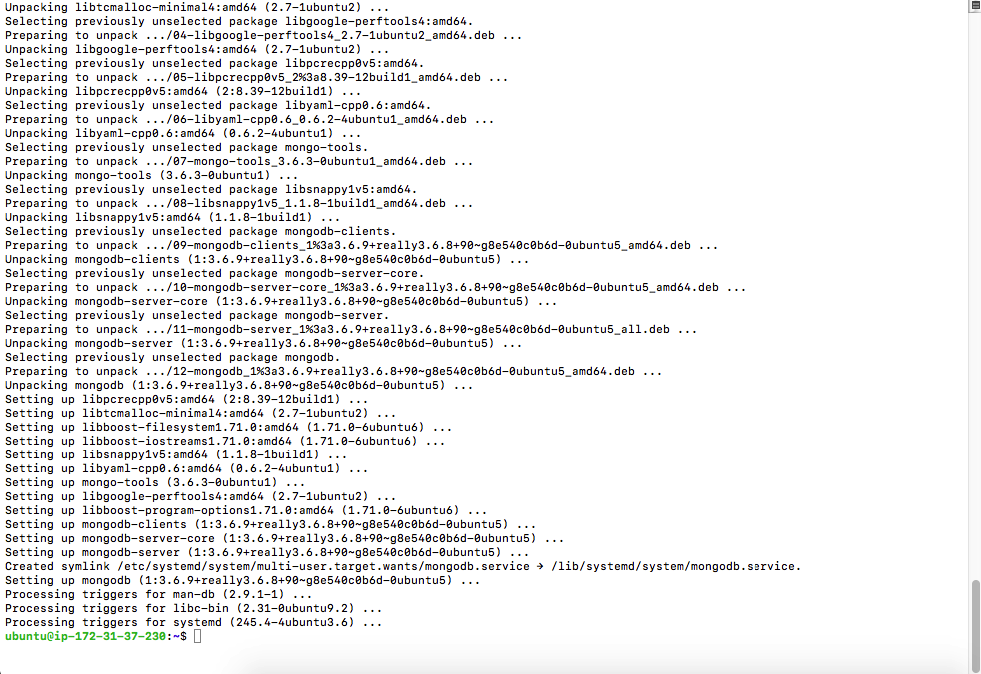 Unpacking libtcmalloc-minimal4:amd64 (2.7-1ubuntu2) ...
Selecting previously unselected package libgoogle-perftools4:amd64.
Preparing to unpack .../04-libgoogle-perftools4_2.7-1ubuntu2_amd64.deb ...
Unpacking libgoogle-perftools4:amd64 (2.7-1ubuntu2) ...
Selecting previously unselected package libpcrecpp0v5:amd64.
Preparing to unpack .../05-libpcrecpp0v5_2%3a8.39-12build1_amd64.deb ...
Unpacking libpcrecpp0v5:amd64 (2:8.39-12build1) ...
Selecting previously unselected package libyaml-cpp0.6:amd64.
Preparing to unpack .../06-libyaml-cpp0.6_0.6.2-4ubuntu1_amd64.deb ...
Unpacking libyaml-cpp0.6:amd64 (0.6.2-4ubuntu1) ...
Selecting previously unselected package mongo-tools.
Preparing to unpack .../07-mongo-tools_3.6.3-0ubuntu1_amd64.deb ...
Unpacking mongo-tools (3.6.3-0ubuntu1) ...
Selecting previously unselected package libsnappy1v5:amd64.
Preparing to unpack .../08-libsnappy1v5_1.1.8-1build1_amd64.deb ...
Unpacking libsnappy1v5:amd64 (1.1.8-1build1) ...
Selecting previously unselected package mongodb-clients.
Preparing to unpack .../09-mongodb-clients_1%3a3.6.9+really3.6.8+90~g8e540c0b6d-0ubuntu5_amd64.deb ...
Unpacking mongodb-clients (1:3.6.9+really3.6.8+90~g8e540c0b6d-0ubuntu5) ...
Selecting previously unselected package mongodb-server-core.
Preparing to unpack .../10-mongodb-server-core_1%3a3.6.9+really3.6.8+90~g8e540c0b6d-0ubuntu5_amd64.deb ...
Unpacking mongodb-server-core (1:3.6.9+really3.6.8+90~g8e540c0b6d-0ubuntu5) ...
Selecting previously unselected package mongodb-server.
Preparing to unpack .../11-mongodb-server_1%3a3.6.9+really3.6.8+90~g8e540c0b6d-0ubuntu5_all.deb ...
Unpacking mongodb-server (1:3.6.9+really3.6.8+90~g8e540c0b6d-0ubuntu5) ...
Selecting previously unselected package mongodb.
Preparing to unpack .../12-mongodb_1%3a3.6.9+really3.6.8+90~g8e540c0b6d-0ubuntu5_amd64.deb ...
Unpacking mongodb (1:3.6.9+really3.6.8+90~g8e540c0b6d-0ubuntu5) ...
Setting up libpcrecpp0v5:amd64 (2:8.39-12build1) ...
Setting up libtcmalloc-minimal4:amd64 (2.7-1ubuntu2) ...
Setting up libboost-filesystem1.71.0:amd64 (1.71.0-6ubuntu6) ...
Setting up libboost-iostreams1.71.0:amd64 (1.71.0-6ubuntu6) ...
Setting up libsnappy1v5:amd64 (1.1.8-1build1) ...
Setting up libyaml-cpp0.6:amd64 (0.6.2-4ubuntu1) ...
Setting up mongo-tools (3.6.3-0ubuntu1) ...
Setting up libgoogle-perftools4:amd64 (2.7-1ubuntu2) ...
Setting up libboost-program-options1.71.0:amd64 (1.71.0-6ubuntu6) ...
Setting up mongodb-clients (1:3.6.9+really3.6.8+90~g8e540c0b6d-0ubuntu5) ...
Setting up mongodb-server-core (1:3.6.9+really3.6.8+90~g8e540c0b6d-0ubuntu5) ...
Setting up mongodb-server (1:3.6.9+really3.6.8+90~g8e540c0b6d-0ubuntu5) ...
Created symlink /etc/systemd/system/multi-user.target.wants/mongodb.service → /lib/systemd/system/mongodb.service.
Setting up mongodb (1:3.6.9+really3.6.8+90~g8e540c0b6d-0ubuntu5) ...
Processing triggers for man-db (2.9.1-1) ...
Processing triggers for libc-bin (2.31-0ubuntu9.2) ...
Processing triggers for systemd (245.4-4ubuntu3.6) ...
ubuntu@ip-172-31-37-230:~$